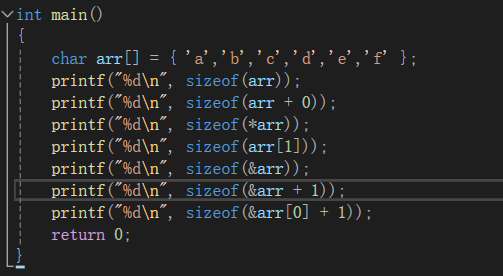 int main()
{
    char arr[] = { 'a','b','c','d','e','f' };
    printf("%d\n", sizeof(arr));
    printf("%d\n", sizeof(arr + 0));
    printf("%d\n", sizeof(*arr));
    printf("%d\n", sizeof(arr[1]));
    printf("%d\n", sizeof(&arr));
    printf("%d\n", sizeof(&arr + 1));
    printf("%d\n", sizeof(&arr[0] + 1));
    return 0;
}